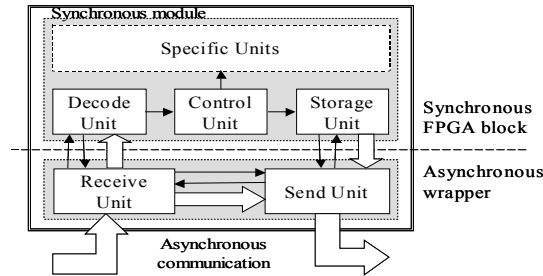 Synchronous module
Specific Units
Decode
Unit
Control
Unit
Storage
Unit
Synchronous
FPGA block
Asynchronous
wrapper
Receive
Unit
Send Unit
Asynchronous
communication